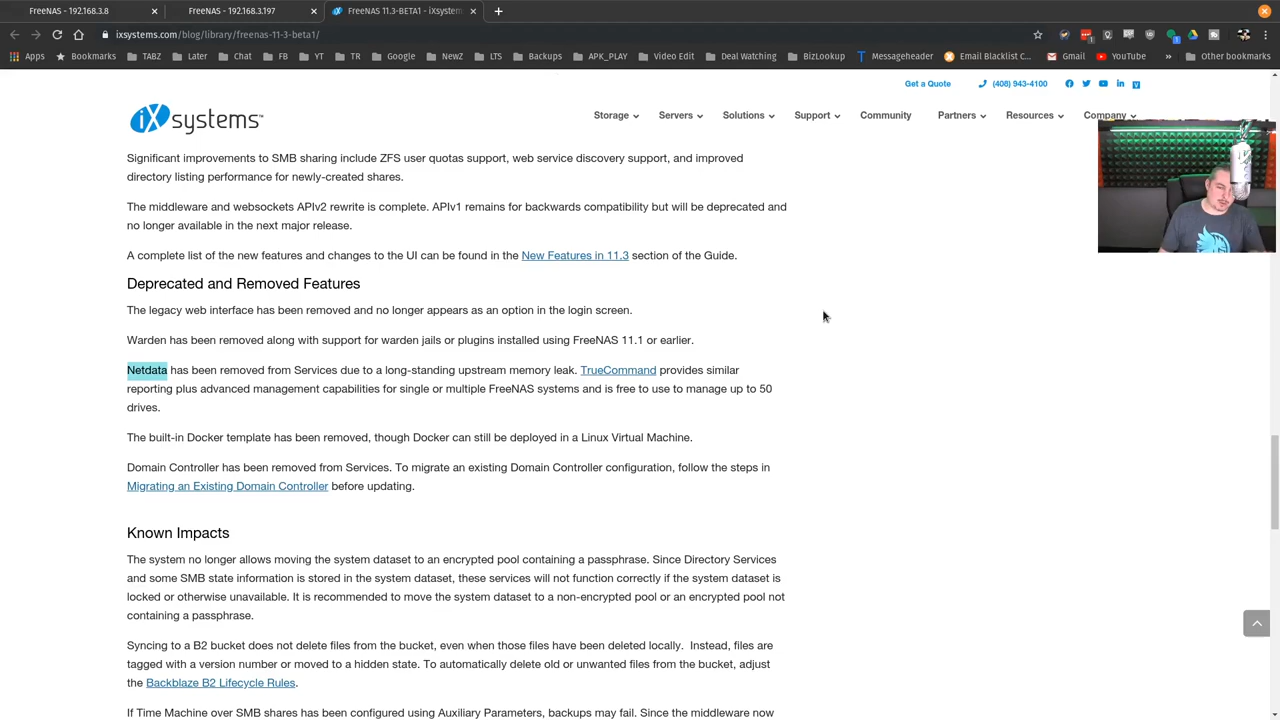 FreeNAS - 192.168.3.8
FreeNAS - 192.168.3.197
FreeNAS 11.3-BETA1 - iXsystem
ixsystems.com/blog/library/freenas-11-3-beta1/
Apps
Bookmarks
TABZ
Later
Chat
FB
YT
TR
Google
NewZ
LTS
Backups
APK_PLAY
Video Edit
Deal Watching
BizLookup
Messageheader
Email Blacklist C...
Gmail
YouTube
»
Other bookmarks
Get a Quote
(408) 943-4100
iXsystems™
Storage
Servers
Solutions
Support
Community
Partners
Resources
Company
Significant improvements to SMB sharing include ZFS user quotas support, web service discovery support, and improved
directory listing performance for newly-created shares.
The middleware and websockets APIv2 rewrite is complete. APIv1 remains for backwards compatibility but will be deprecated and
no longer available in the next major release.
A complete list of the new features and changes to the UI can be found in the New Features in 11.3 section of the Guide.
Deprecated and Removed Features
The legacy web interface has been removed and no longer appears as an option in the login screen.
Warden has been removed along with support for warden jails or plugins installed using FreeNAS 11.1 or earlier.
Netdata has been removed from Services due to a long-standing upstream memory leak. TrueCommand provides similar
reporting plus advanced management capabilities for single or multiple FreeNAS systems and is free to use to manage up to 50
drives.
The built-in Docker template has been removed, though Docker can still be deployed in a Linux Virtual Machine.
Domain Controller has been removed from Services. To migrate an existing Domain Controller configuration, follow the steps in
Migrating an Existing Domain Controller before updating.
Known Impacts
The system no longer allows moving the system dataset to an encrypted pool containing a passphrase. Since Directory Services
and some SMB state information is stored in the system dataset, these services will not function correctly if the system dataset is
locked or otherwise unavailable. It is recommended to move the system dataset to a non-encrypted pool or an encrypted pool not
containing a passphrase.
Syncing to a B2 bucket does not delete files from the bucket, even when those files have been deleted locally. Instead, files are
tagged with a version number or moved to a hidden state. To automatically delete old or unwanted files from the bucket, adjust
the Backblaze B2 Lifecycle Rules.
If Time Machine over SMB shares has been configured using Auxiliary Parameters, backups may fail. Since the middleware now